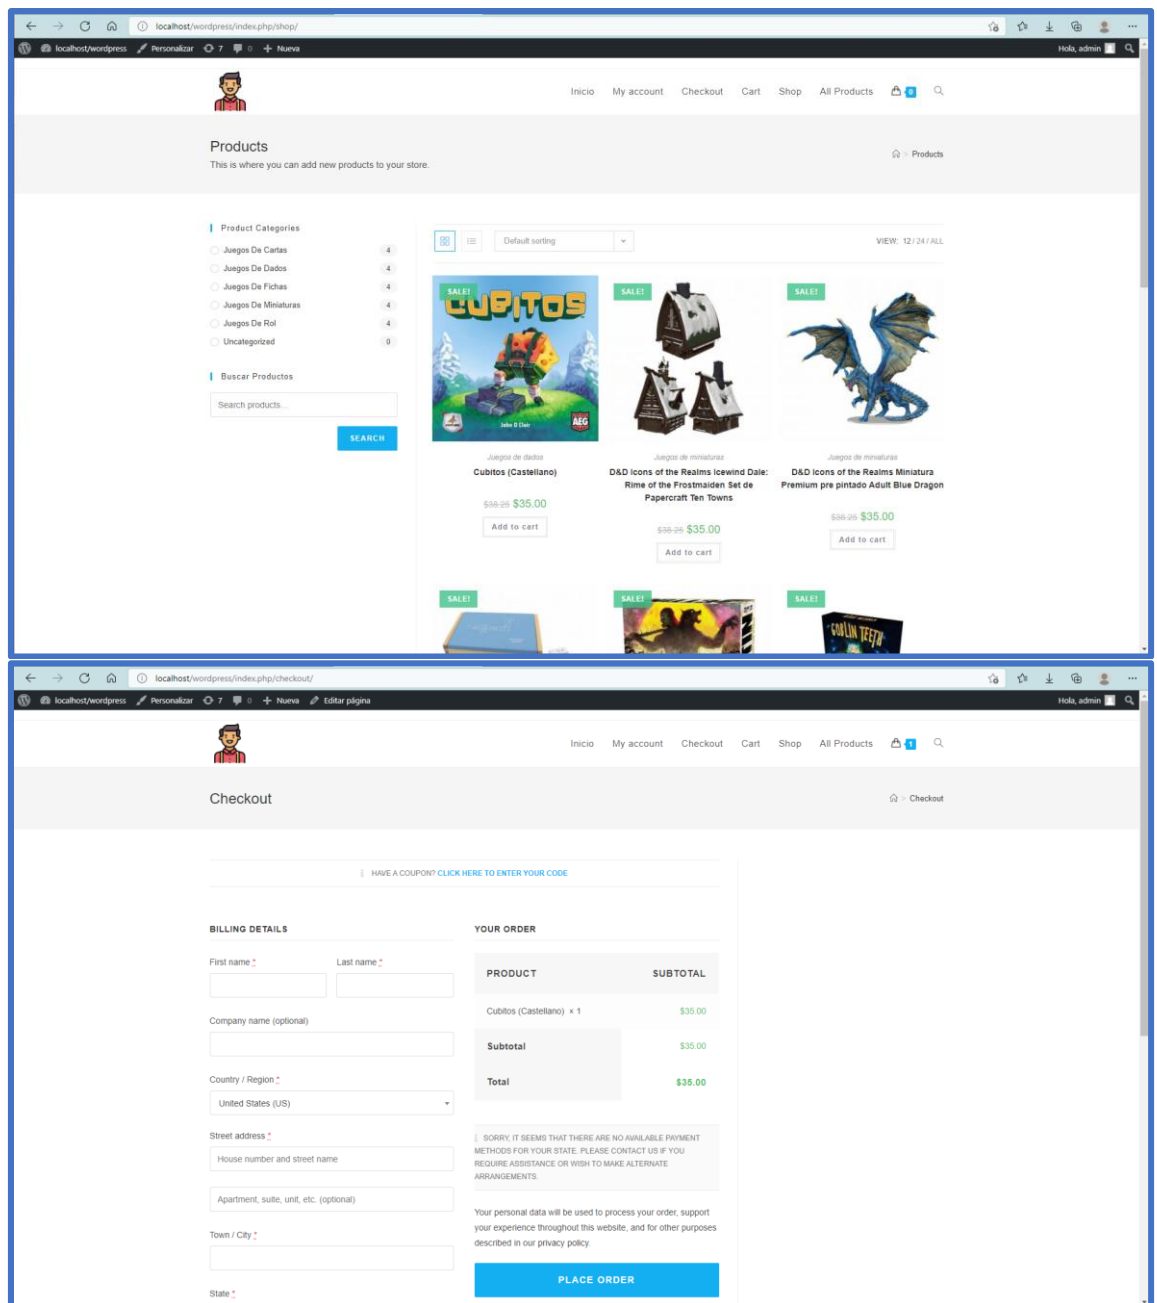 localhost/wordpress/index.php/shop/
localhost/wordpress Personalizar 7 0 Nueva Hola, admin
Inicio My account Checkout Cart Shop All Products 0
Products
This is where you can add new products to your store.
> Products
Product Categories
Juegos De Cartas 4
Juegos De Dados 4
Juegos De Fichas 4
Juegos De Miniaturas 4
Juegos De Rol 4
Uncategorized 0
Buscar Productos
Search products…
SEARCH
Default sorting
VIEW: 12 / 24 / ALL
SALE!
CUBITOS
John D Clair
AEG
Juegos de dados
Cubitos (Castellano)
$38.25 $35.00
Add to cart
SALE!
Juegos de miniaturas
D&D Icons of the Realms Icewind Dale:
Rime of the Frostmaiden Set de
Papercraft Ten Towns
$38.25 $35.00
Add to cart
SALE!
Juegos de miniaturas
D&D Icons of the Realms Miniatura
Premium pre pintado Adult Blue Dragon
$38.25 $35.00
Add to cart
SALE!
SALE!
SALE!
GOBLIN TEETH
localhost/wordpress/index.php/checkout/
localhost/wordpress Personalizar 7 0 Nueva Editar página Hola, admin
Inicio My account Checkout Cart Shop All Products 1
Checkout
> Checkout
HAVE A COUPON? CLICK HERE TO ENTER YOUR CODE
BILLING DETAILS
First name * Last name *
Company name (optional)
Country / Region *
United States (US)
Street address *
House number and street name
Apartment, suite, unit, etc. (optional)
Town / City *
State *
YOUR ORDER
PRODUCT SUBTOTAL
Cubitos (Castellano) × 1 $35.00
Subtotal $35.00
Total $35.00
SORRY, IT SEEMS THAT THERE ARE NO AVAILABLE PAYMENT
METHODS FOR YOUR STATE. PLEASE CONTACT US IF YOU
REQUIRE ASSISTANCE OR WISH TO MAKE ALTERNATE
ARRANGEMENTS.
Your personal data will be used to process your order, support
your experience throughout this website, and for other purposes
described in our privacy policy.
PLACE ORDER